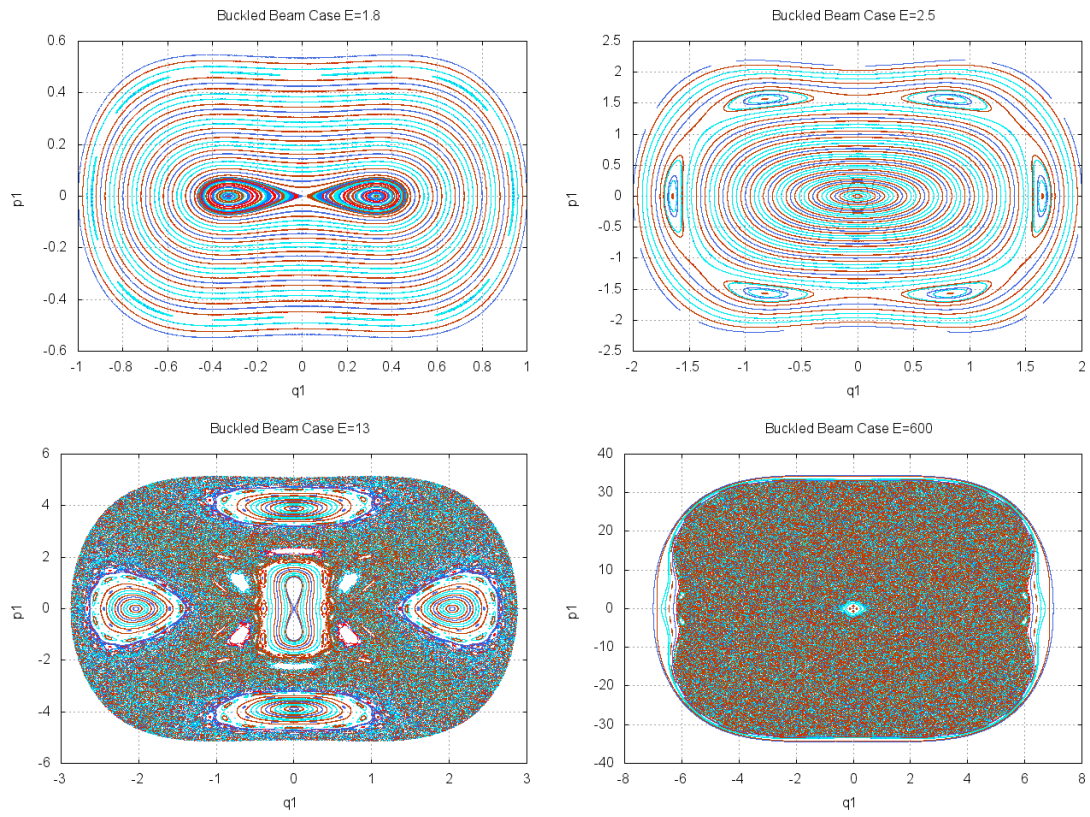 Buckled Beam Case E=1.8
0.6
0.4
0.2
0
-0.2
-0.4
-0.6
p1
-1 -0.8 -0.6 -0.4 -0.2 0 0.2 0.4 0.6 0.8 1
q1
Buckled Beam Case E=2.5
2.5
2
1.5
1
0.5
0
-0.5
-1
-1.5
-2
-2.5
p1
-2 -1.5 -1 -0.5 0 0.5 1 1.5 2
q1
Buckled Beam Case E=13
6
4
2
0
-2
-4
-6
p1
-3 -2 -1 0 1 2 3
q1
Buckled Beam Case E=600
40
30
20
10
0
-10
-20
-30
-40
p1
-8 -6 -4 -2 0 2 4 6 8
q1